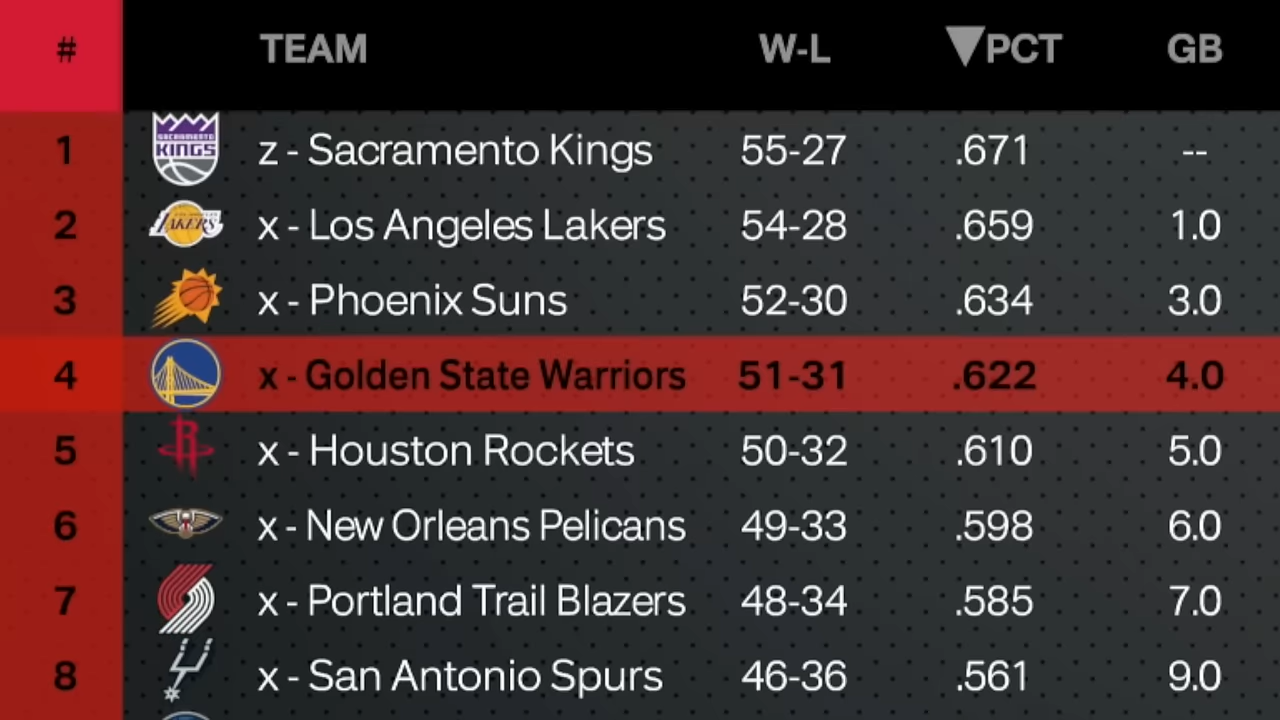 # TEAM W-L ▼PCT GB
1 SACRAMENTO KINGS z - Sacramento Kings 55-27 .671 --
2 LAKERS x - Los Angeles Lakers 54-28 .659 1.0
3 x - Phoenix Suns 52-30 .634 3.0
4 x - Golden State Warriors 51-31 .622 4.0
5 R x - Houston Rockets 50-32 .610 5.0
6 x - New Orleans Pelicans 49-33 .598 6.0
7 x - Portland Trail Blazers 48-34 .585 7.0
8 x - San Antonio Spurs 46-36 .561 9.0